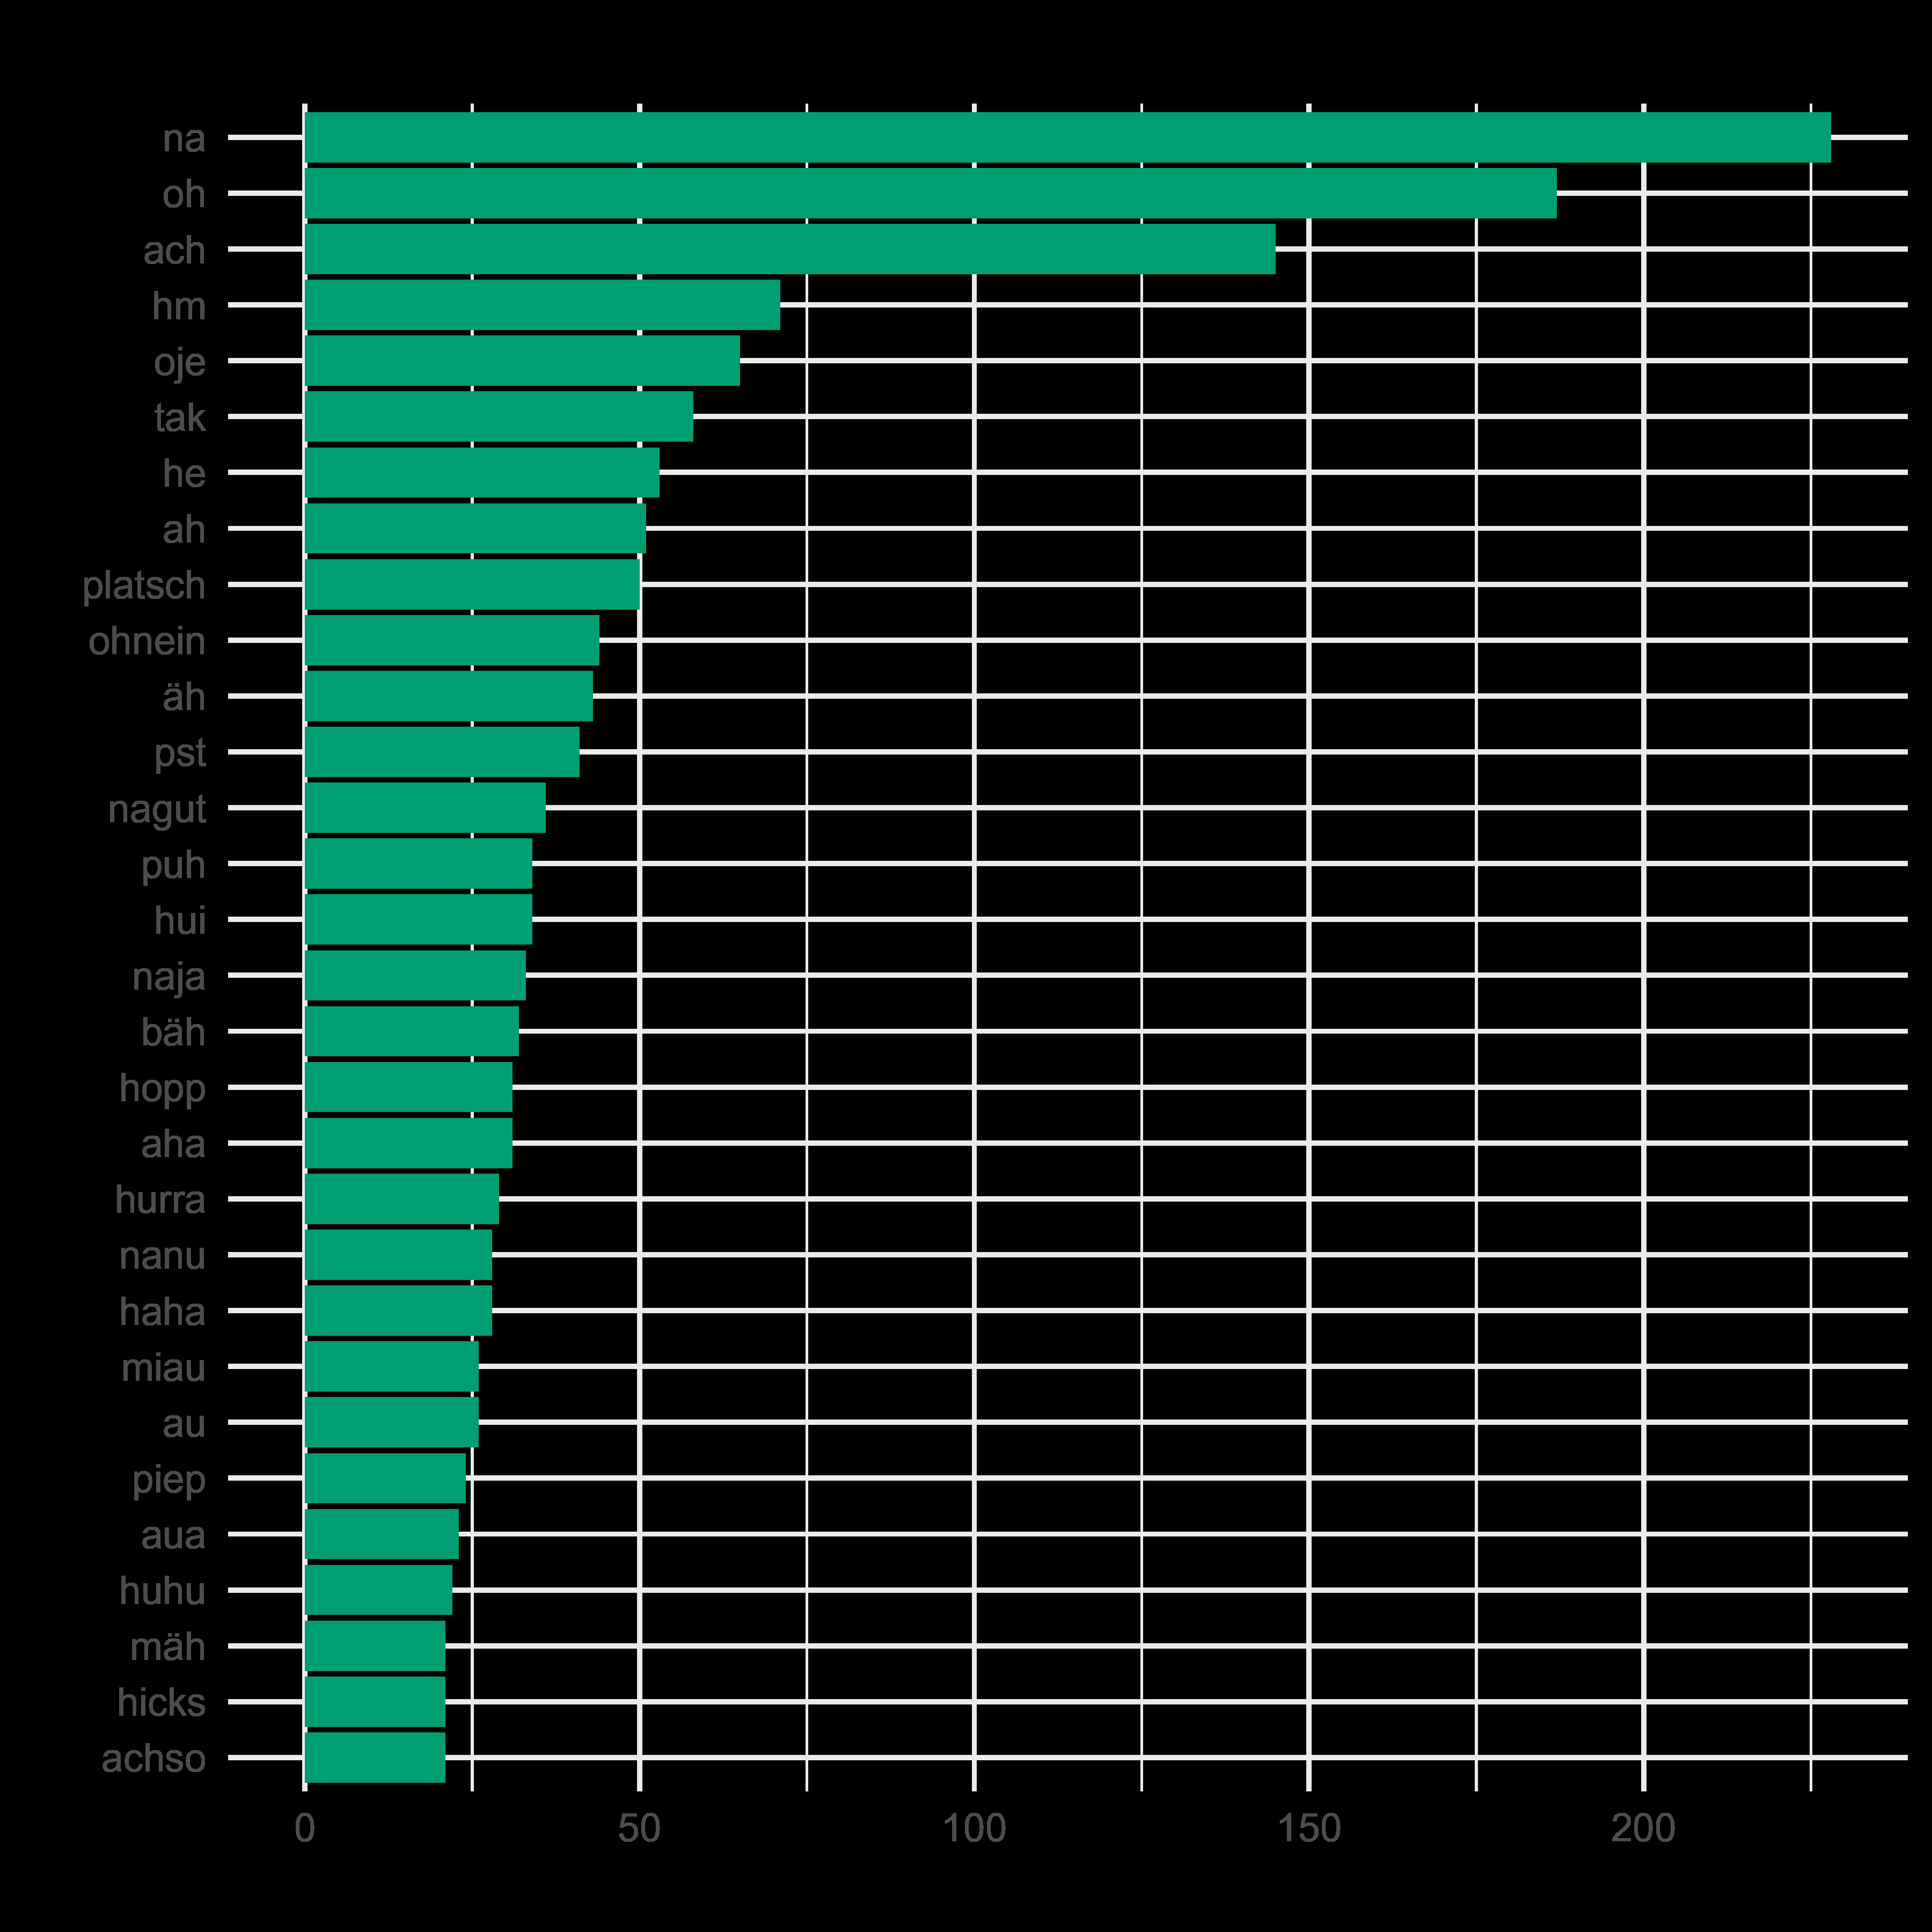 na
oh
ach
hm
oje
tak
he
ah
platsch
ohnein
äh
pst
nagut
puh
hui
naja
bäh
hopp
aha
hurra
nanu
haha
miau
au
piep
aua
huhu
mäh
hicks
achso
0 50 100 150 200